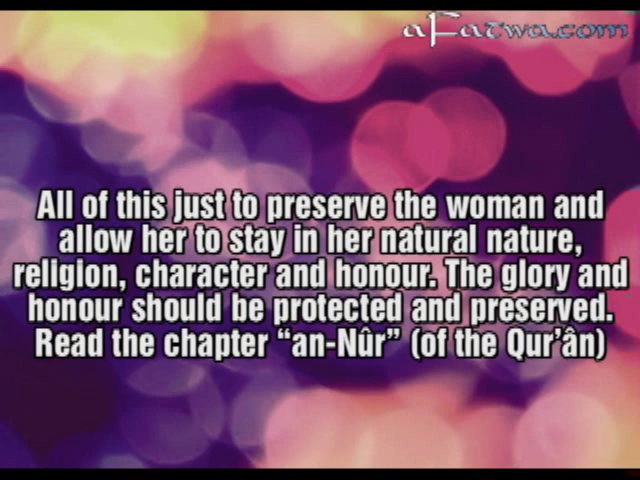 aFatwa.com
All of this just to preserve the woman and
allow her to stay in her natural nature,
religion, character and honour. The glory and
honour should be protected and preserved.
Read the chapter “an-Nûr” (of the Qur’ân)